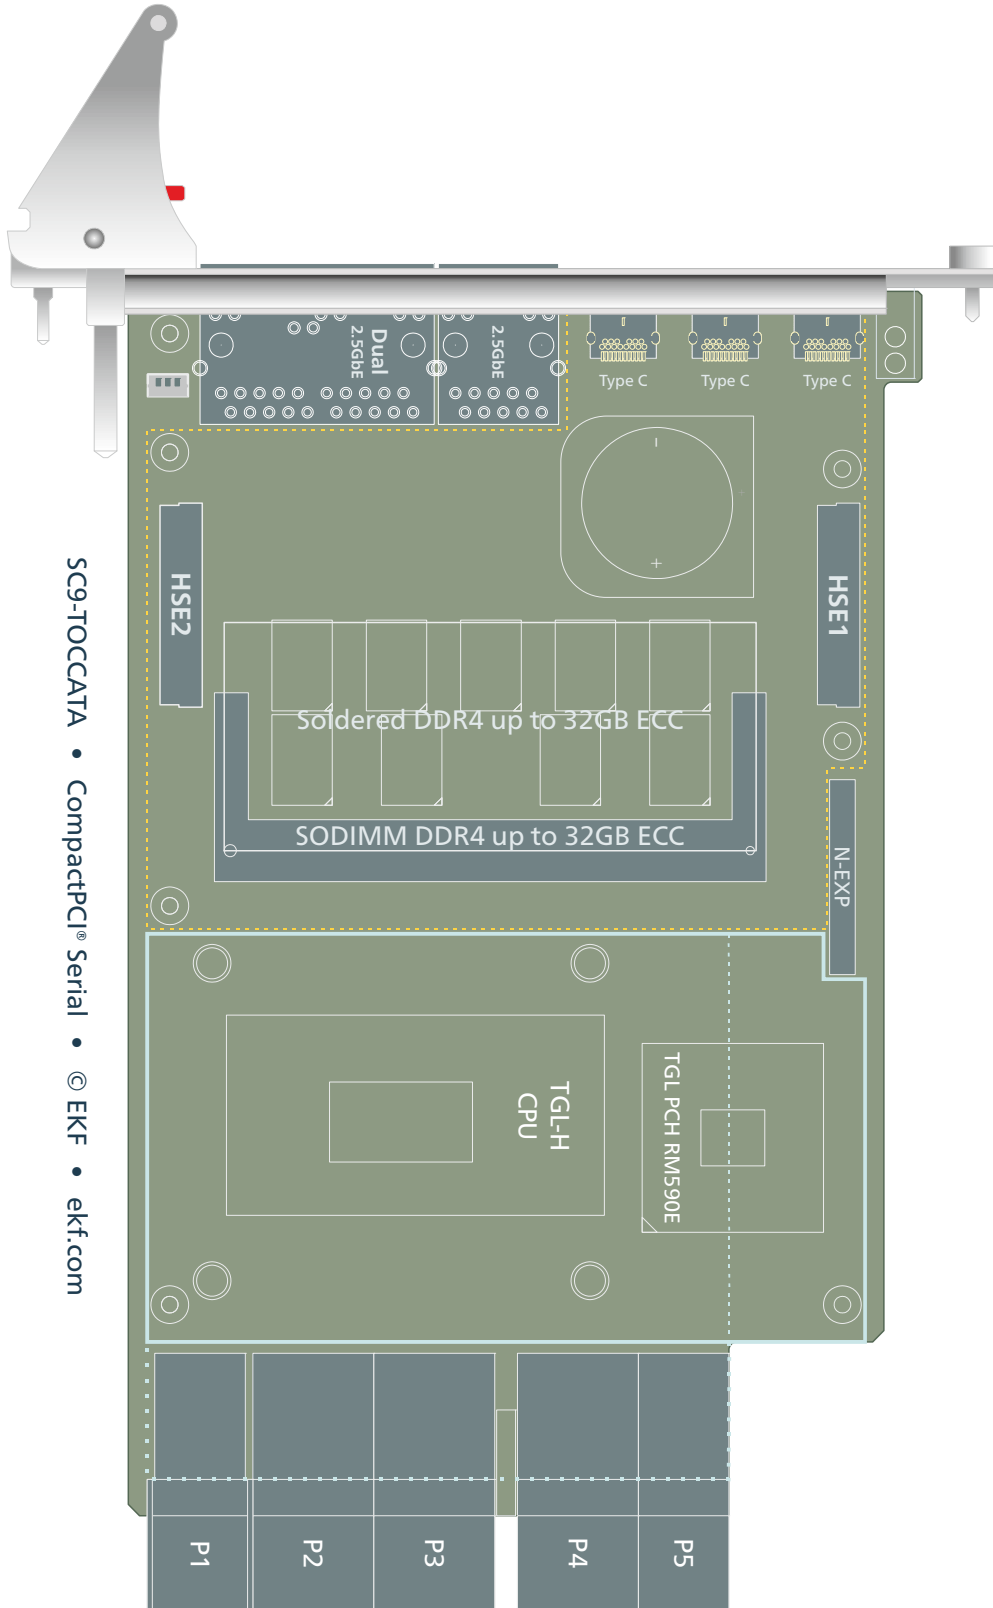 Dual
2.5GbE
2.5GbE
Type C
Type C
Type C
–
+
HSE2
HSE1
Soldered DDR4 up to 32GB ECC
SODIMM DDR4 up to 32GB ECC
N-EXP
TGL-H
CPU
TGL PCH RM590E
P1
P2
P3
P4
P5
SC9-TOCCATA • CompactPCI® Serial • © EKF • ekf.com